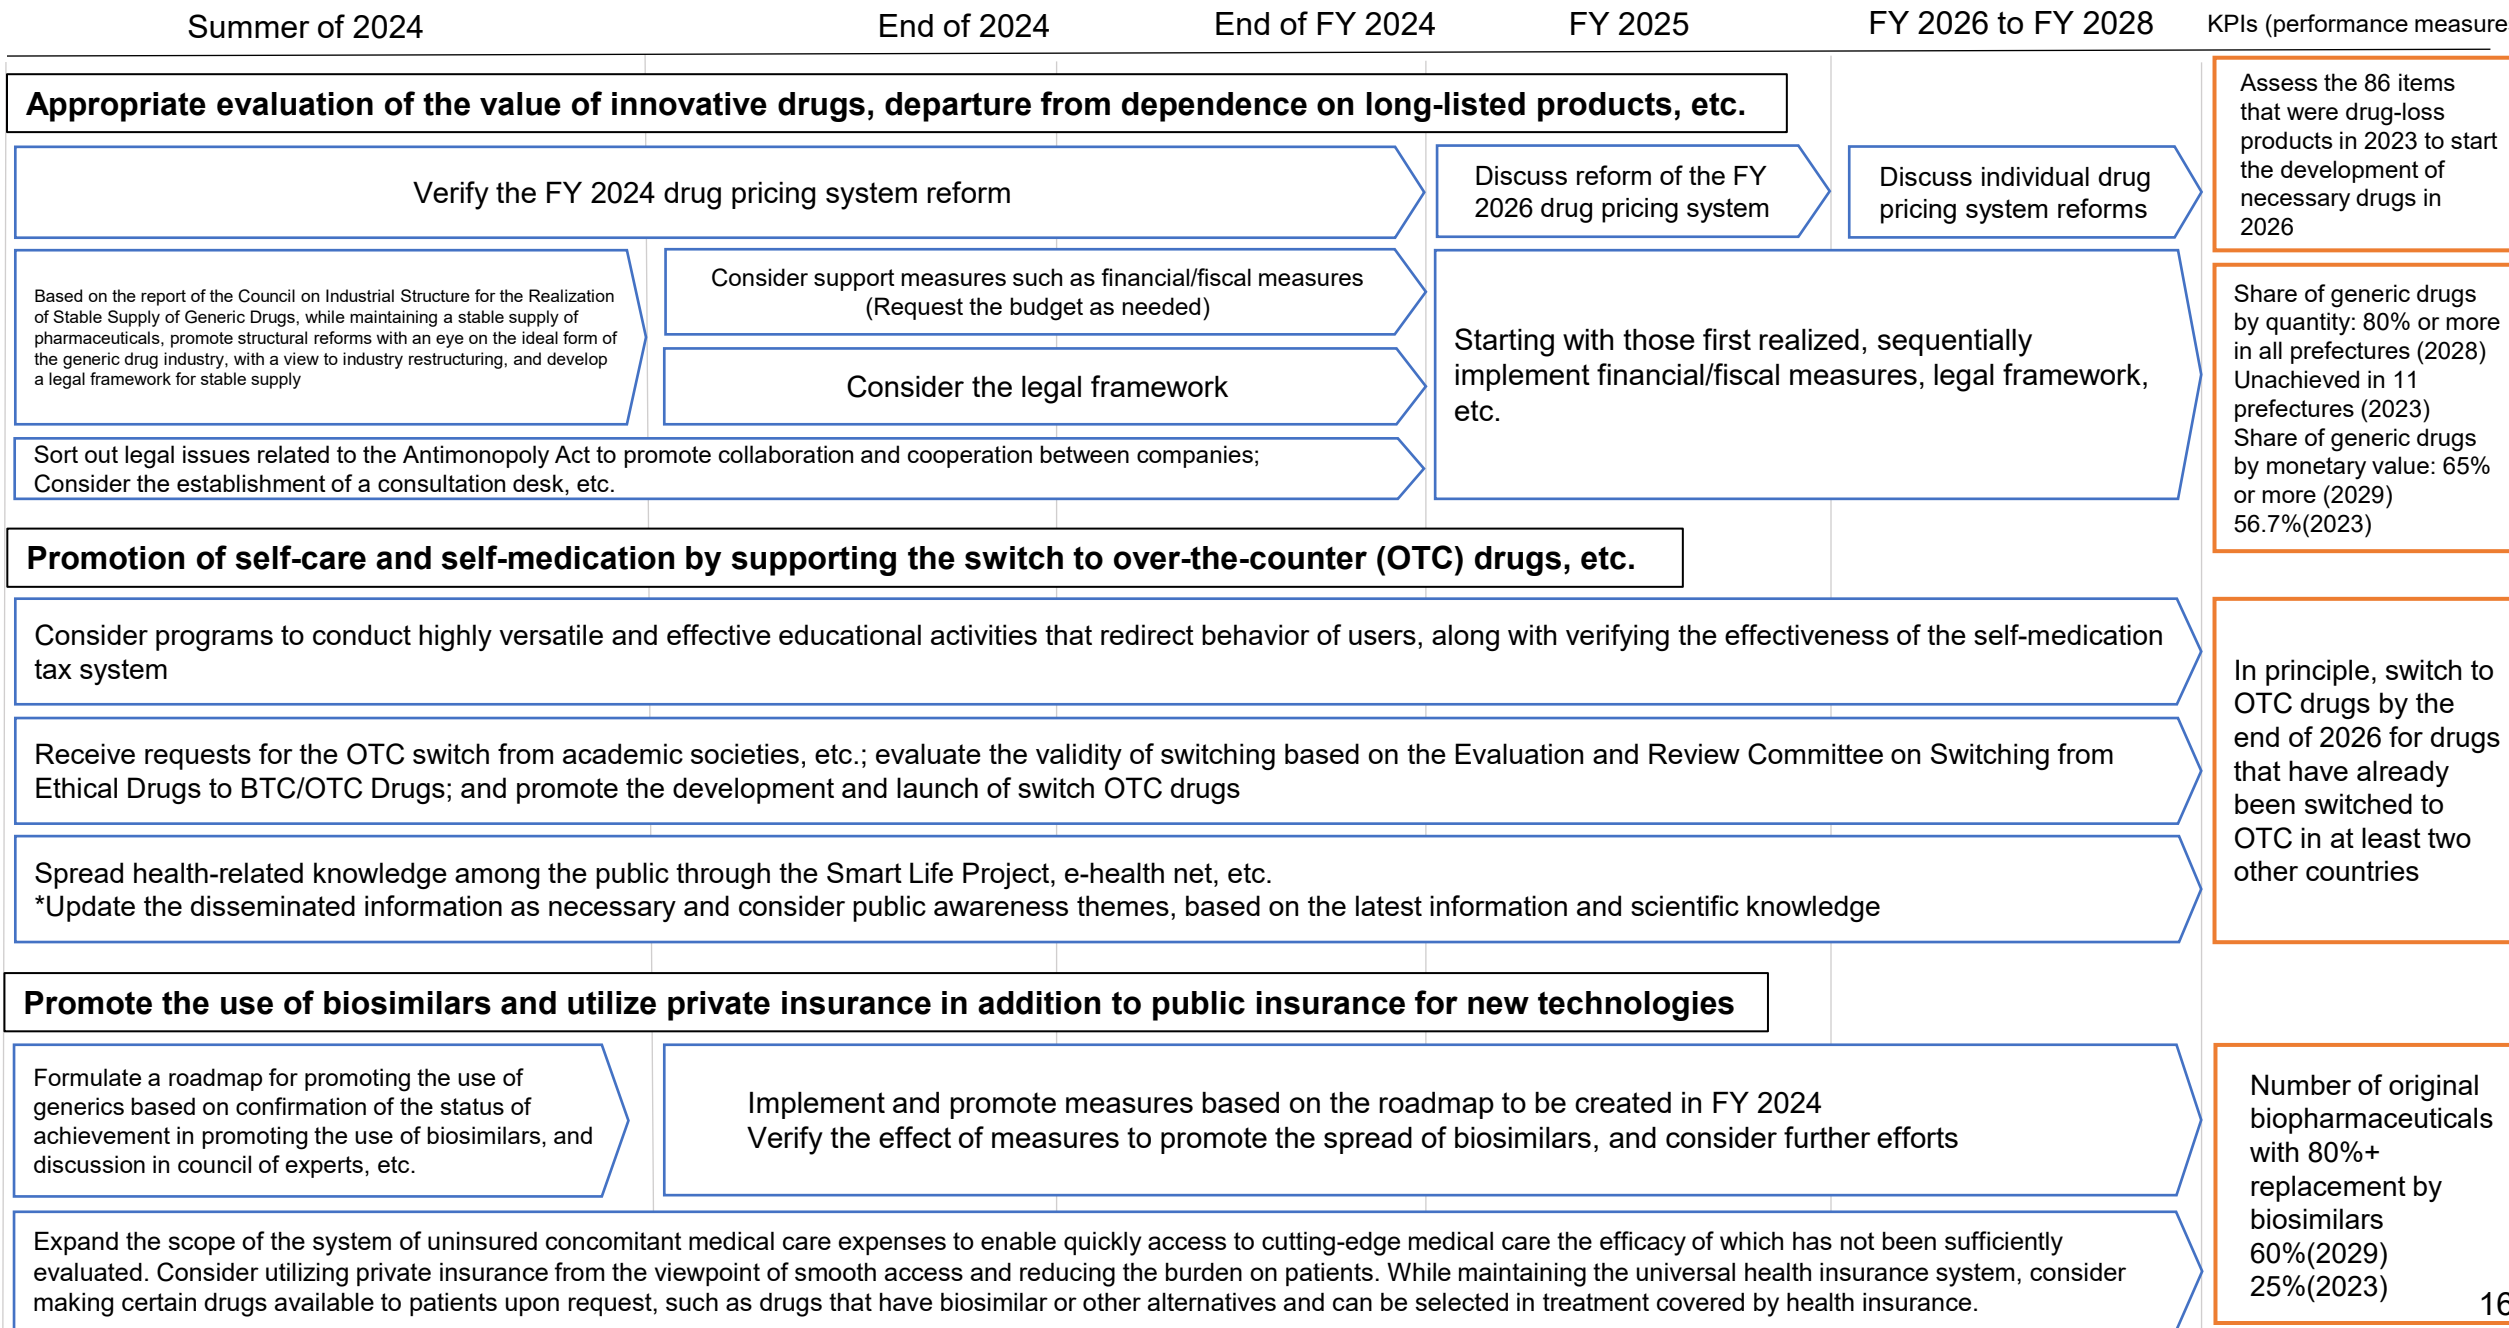 Summer of 2024
End of 2024
End of FY 2024
FY 2025
FY 2026 to FY 2028
KPIs (performance measure
Appropriate evaluation of the value of innovative drugs, departure from dependence on long-listed products, etc.
Verify the FY 2024 drug pricing system reform
Discuss reform of the FY
2026 drug pricing system
Discuss individual drug
pricing system reforms
Assess the 86 items
that were drug-loss
products in 2023 to start
the development of
necessary drugs in
2026
Based on the report of the Council on Industrial Structure for the Realization
of Stable Supply of Generic Drugs, while maintaining a stable supply of
pharmaceuticals, promote structural reforms with an eye on the ideal form of
the generic drug industry, with a view to industry restructuring, and develop
a legal framework for stable supply
Consider support measures such as financial/fiscal measures
(Request the budget as needed)
Consider the legal framework
Starting with those first realized, sequentially
implement financial/fiscal measures, legal framework,
etc.
Sort out legal issues related to the Antimonopoly Act to promote collaboration and cooperation between companies;
Consider the establishment of a consultation desk, etc.
Share of generic drugs
by quantity: 80% or more
in all prefectures (2028)
Unachieved in 11
prefectures (2023)
Share of generic drugs
by monetary value: 65%
or more (2029)
56.7%(2023)
Promotion of self-care and self-medication by supporting the switch to over-the-counter (OTC) drugs, etc.
Consider programs to conduct highly versatile and effective educational activities that redirect behavior of users, along with verifying the effectiveness of the self-medication
tax system
Receive requests for the OTC switch from academic societies, etc.; evaluate the validity of switching based on the Evaluation and Review Committee on Switching from
Ethical Drugs to BTC/OTC Drugs; and promote the development and launch of switch OTC drugs
Spread health-related knowledge among the public through the Smart Life Project, e-health net, etc.
*Update the disseminated information as necessary and consider public awareness themes, based on the latest information and scientific knowledge
In principle, switch to
OTC drugs by the
end of 2026 for drugs
that have already
been switched to
OTC in at least two
other countries
Promote the use of biosimilars and utilize private insurance in addition to public insurance for new technologies
Formulate a roadmap for promoting the use of
generics based on confirmation of the status of
achievement in promoting the use of biosimilars, and
discussion in council of experts, etc.
Implement and promote measures based on the roadmap to be created in FY 2024
Verify the effect of measures to promote the spread of biosimilars, and consider further efforts
Expand the scope of the system of uninsured concomitant medical care expenses to enable quickly access to cutting-edge medical care the efficacy of which has not been sufficiently
evaluated. Consider utilizing private insurance from the viewpoint of smooth access and reducing the burden on patients. While maintaining the universal health insurance system, consider
making certain drugs available to patients upon request, such as drugs that have biosimilar or other alternatives and can be selected in treatment covered by health insurance.
Number of original
biopharmaceuticals
with 80%+
replacement by
biosimilars
60%(2029)
25%(2023)
16